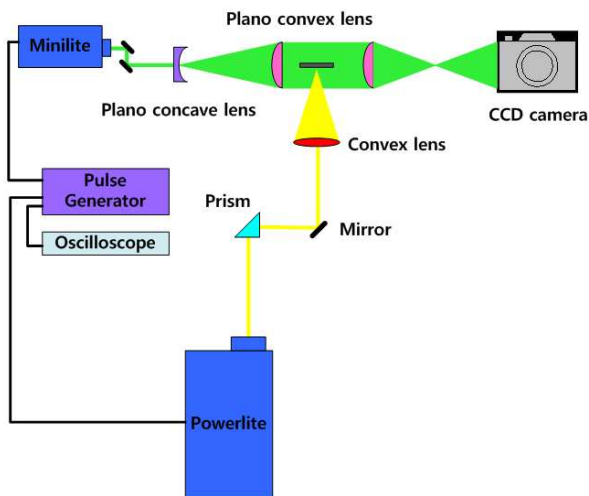 Plano convex lens
Minilite
Plano concave lens
CCD camera
Convex lens
Pulse
Generator
Prism
Mirror
Oscilloscope
Powerlite